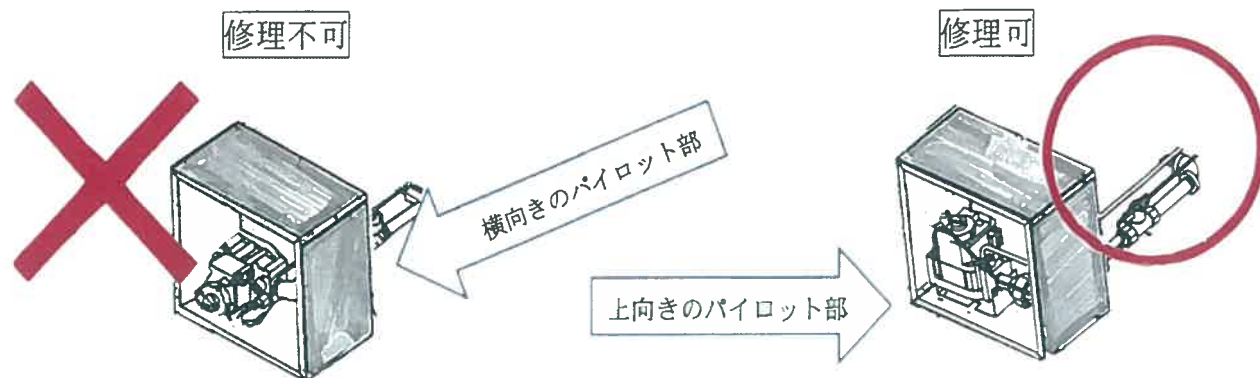 修理不可
修理可
横向きのパイロット部
上向きのパイロット部